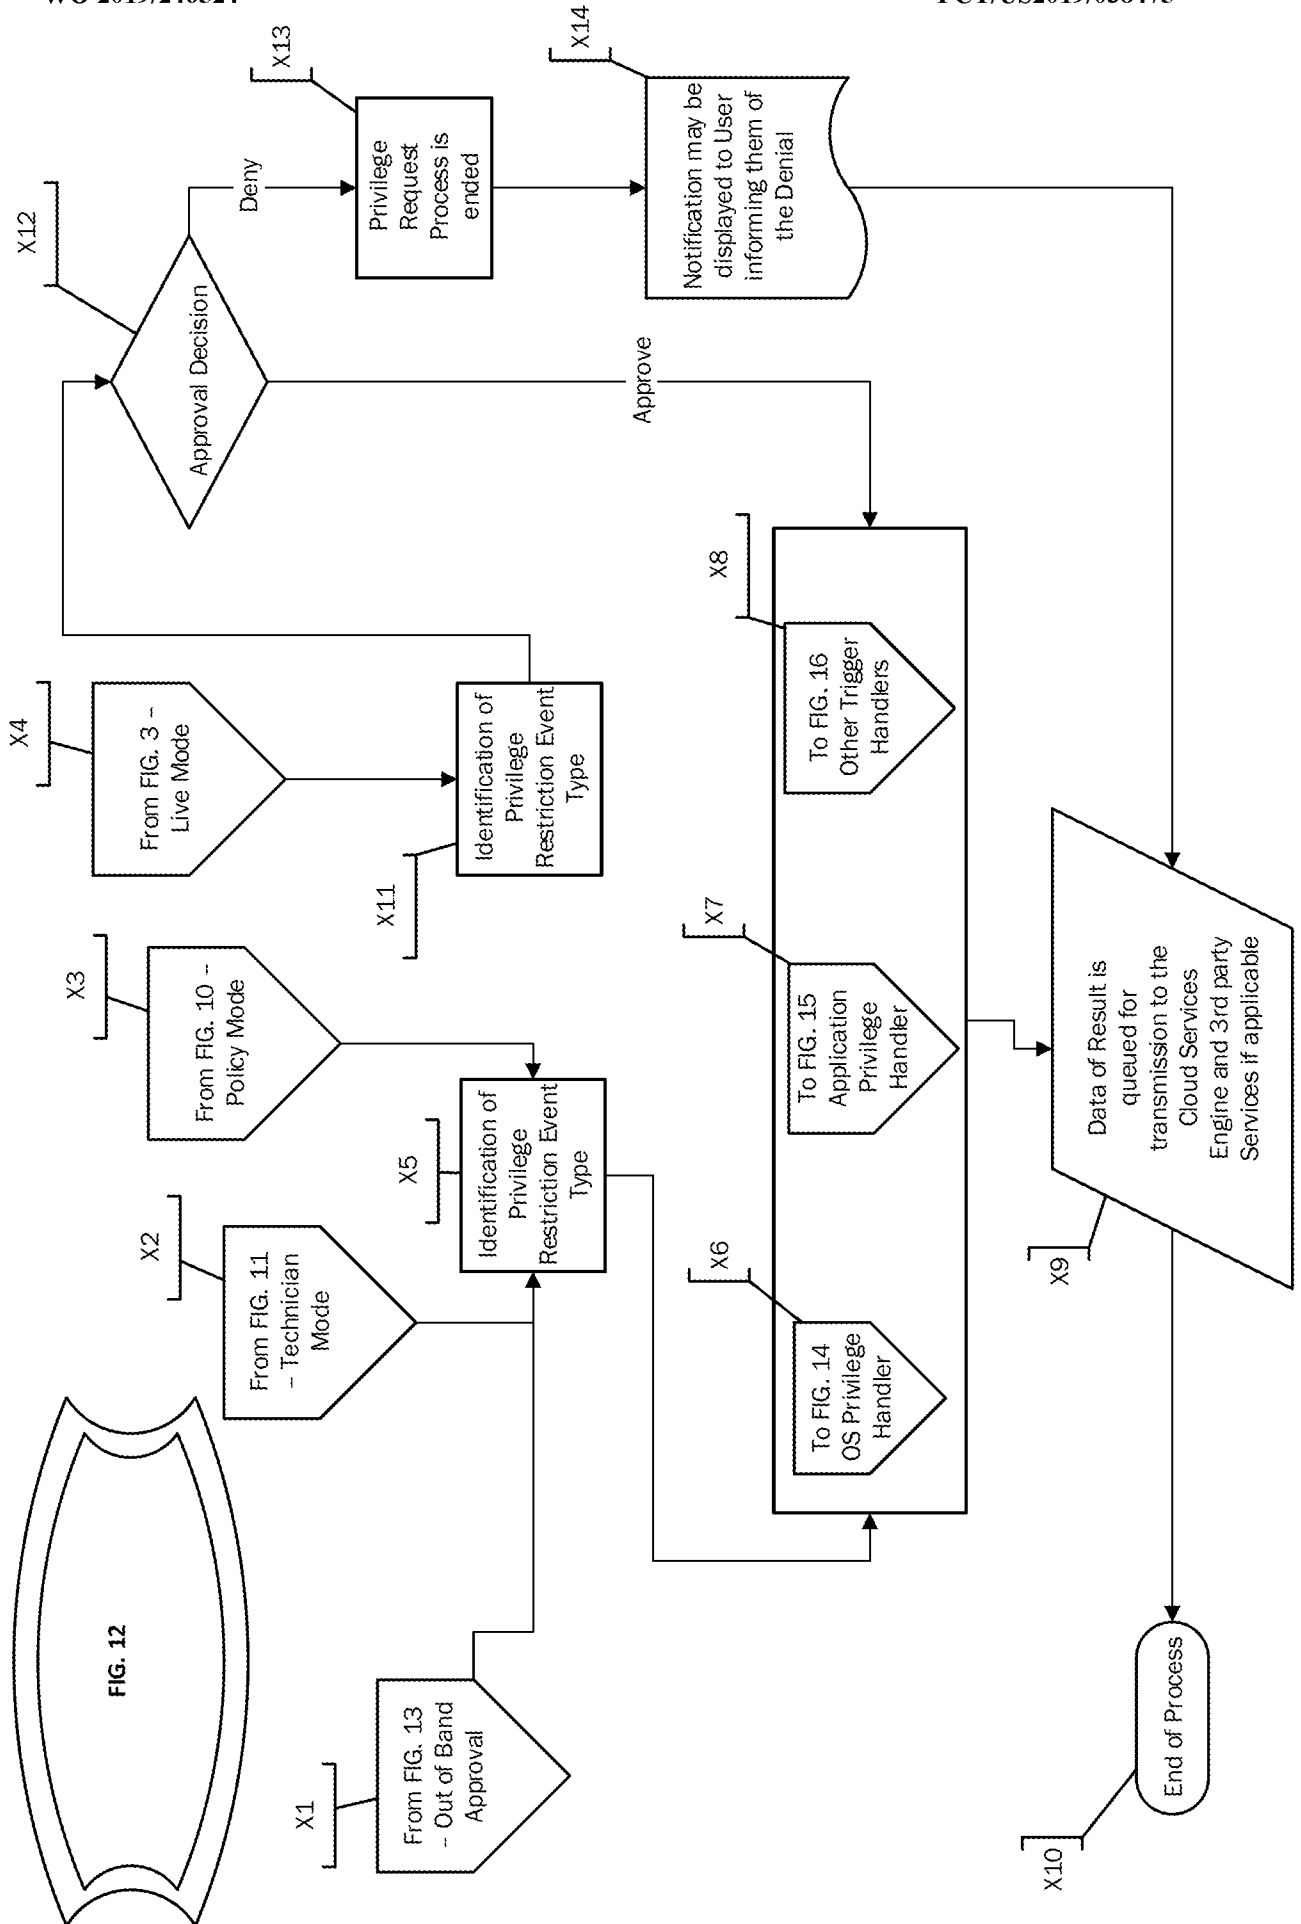 FIG. 12
X1
From FIG. 13
– Out of Band
Approval
X2
From FIG. 11
– Technician
Mode
X3
From FIG. 10 –
Policy Mode
X4
From FIG. 3 –
Live Mode
X5
Identification of
Privilege
Restriction Event
Type
X11
Identification of
Privilege
Restriction Event
Type
X12
Approval Decision
Deny
Approve
X13
Privilege
Request
Process is
ended
X14
Notification may be
displayed to User
informing them of
the Denial
X6
To FIG. 14
OS Privilege
Handler
X7
To FIG. 15
Application
Privilege
Handler
X8
To FIG. 16
Other Trigger
Handlers
X9
Data of Result is
queued for
transmission to the
Cloud Services
Engine and 3rd party
Services if applicable
X10
End of Process